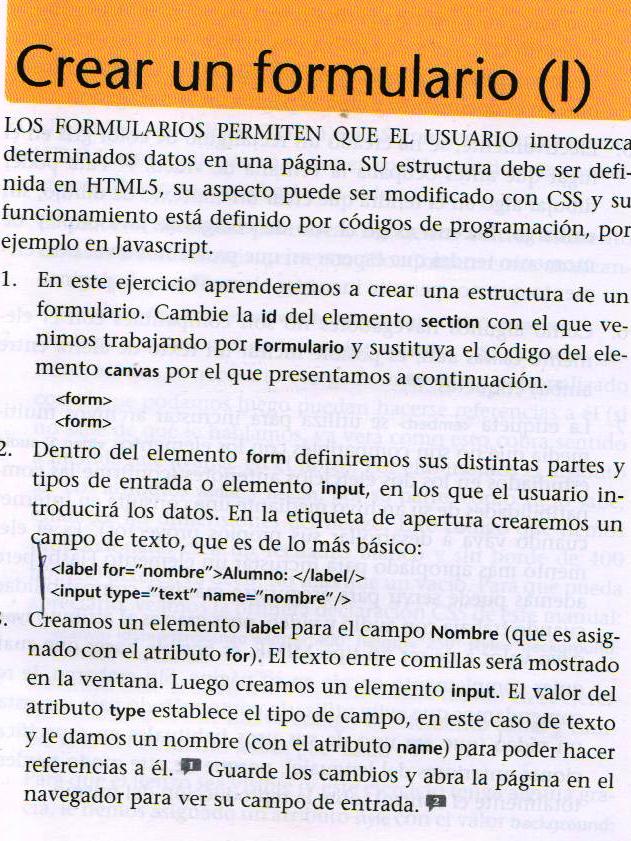 Crear un formulario (I)
LOS FORMULARIOS PERMITEN QUE EL USUARIO introduzca
determinados datos en una página. SU estructura debe ser defi-
nida en HTML5, su aspecto puede ser modificado con CSS y su
funcionamiento está definido por códigos de programación, por
ejemplo en Javascript.
1. En este ejercicio aprenderemos a crear una estructura de un
formulario. Cambie la id del elemento section con el que ve-
nimos trabajando por Formulario y sustituya el código del ele-
mento canvas por el que presentamos a continuación.
<form>
<form>
2. Dentro del elemento form definiremos sus distintas partes y
tipos de entrada o elemento input, en los que el usuario in-
troducirá los datos. En la etiqueta de apertura crearemos un
campo de texto, que es de lo más básico:
<label for="nombre">Alumno: </label/>
<input type="text" name="nombre"/>
3. Creamos un elemento label para el campo Nombre (que es asig-
nado con el atributo for). El texto entre comillas será mostrado
en la ventana. Luego creamos un elemento input. El valor del
atributo type establece el tipo de campo, en este caso de texto
y le damos un nombre (con el atributo name) para poder hacer
referencias a él. 1 Guarde los cambios y abra la página en el
navegador para ver su campo de entrada. 2